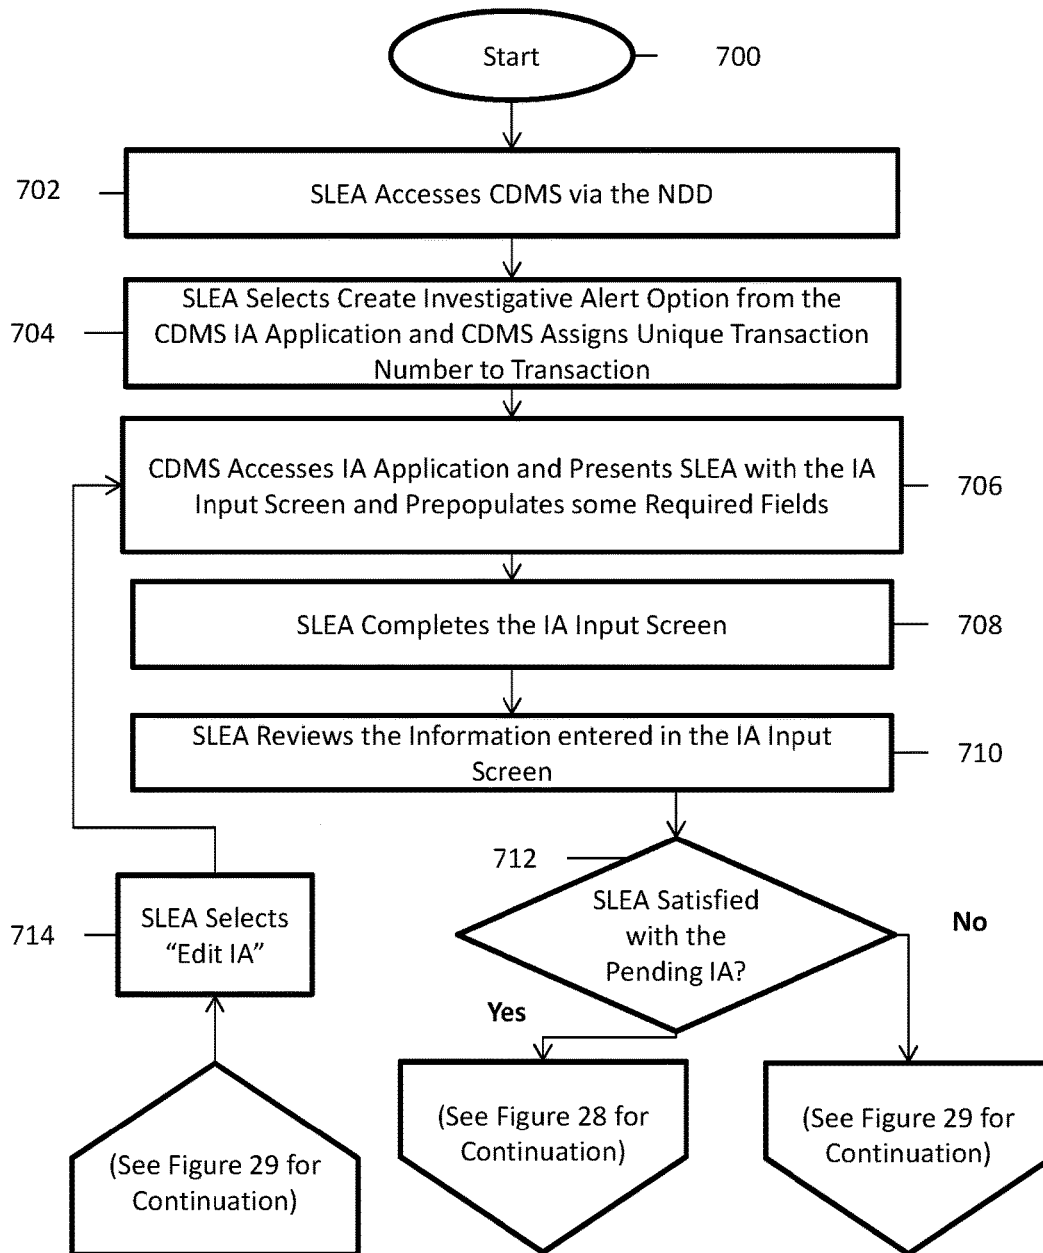 Start
700
702
SLEA Accesses CDMS via the NDD
704
SLEA Selects Create Investigative Alert Option from the
CDMS IA Application and CDMS Assigns Unique Transaction
Number to Transaction
CDMS Accesses IA Application and Presents SLEA with the IA
Input Screen and Prepopulates some Required Fields
706
SLEA Completes the IA Input Screen
708
SLEA Reviews the Information entered in the IA Input
Screen
710
712
SLEA Satisfied
with the
Pending IA?
No
Yes
714
SLEA Selects
“Edit IA”
(See Figure 29 for
Continuation)
(See Figure 28 for
Continuation)
(See Figure 29 for
Continuation)